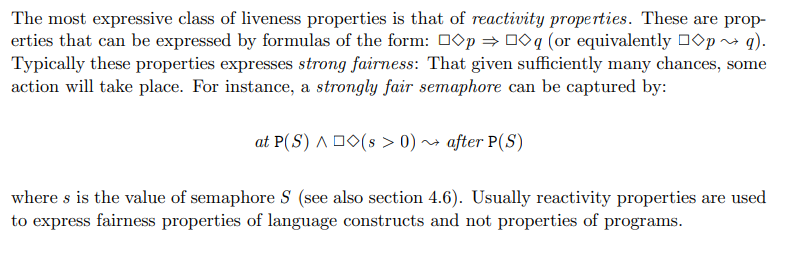 The most expressive class of liveness properties is that of reactivity properties. These are prop-
erties that can be expressed by formulas of the form: □◇p ⇒ □◇q (or equivalently □◇p ⇝ q).
Typically these properties expresses strong fairness: That given sufficiently many chances, some
action will take place. For instance, a strongly fair semaphore can be captured by:
at P(S) ∧ □◇(s > 0) ⇝ after P(S)
where s is the value of semaphore S (see also section 4.6). Usually reactivity properties are used
to express fairness properties of language constructs and not properties of programs.